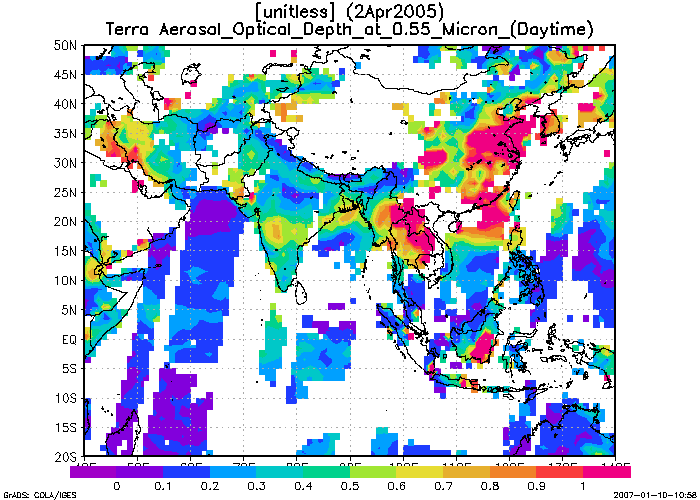 [unitless] (2Apr2005)
Terra Aerosol_Optical_Depth_at_0.55_Micron_(Daytime)
50N
45N
40N
35N
30N
25N
20N
15N
10N
5N
EQ
5S
10S
15S
20S
0 0.1 0.2 0.3 0.4 0.5 0.6 0.7 0.8 0.9 1
GrADS: COLA/IGES 2007-01-10-10:56